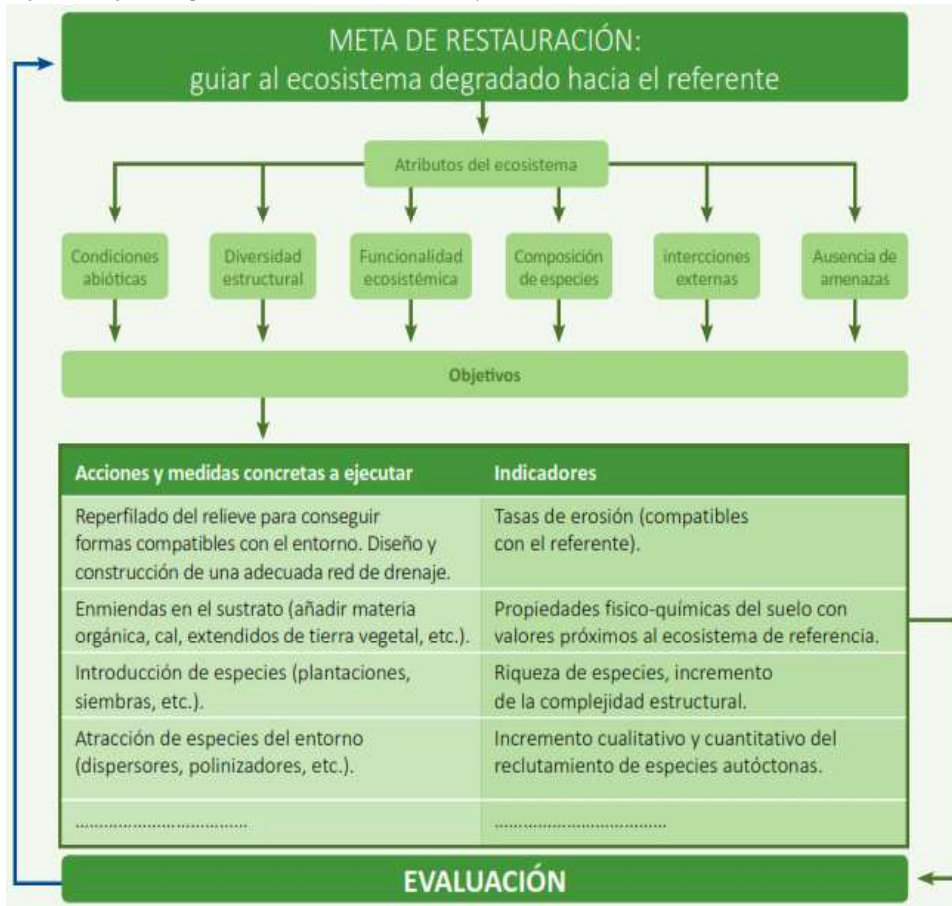 META DE RESTAURACIÓN:
guiar al ecosistema degradado hacia el referente
Atributos del ecosistema
Condiciones
abióticas
Diversidad
estructural
Funcionalidad
ecosistémica
Composición
de especies
intercciones
externas
Ausencia de
amenazas
Objetivos
Acciones y medidas concretas a ejecutar
Indicadores
Reperfilado del relieve para conseguir
formas compatibles con el entorno. Diseño y
construcción de una adecuada red de drenaje.
Tasas de erosión (compatibles
con el referente).
Enmiendas en el sustrato (añadir materia
orgánica, cal, extendidos de tierra vegetal, etc.).
Propiedades fisico-químicas del suelo con
valores próximos al ecosistema de referencia.
Introducción de especies (plantaciones,
siembras, etc.).
Riqueza de especies, incremento
de la complejidad estructural.
Atracción de especies del entorno
(dispersores, polinizadores, etc.).
Incremento cualitativo y cuantitativo del
reclutamiento de especies autóctonas.
....................................
....................................
EVALUACIÓN